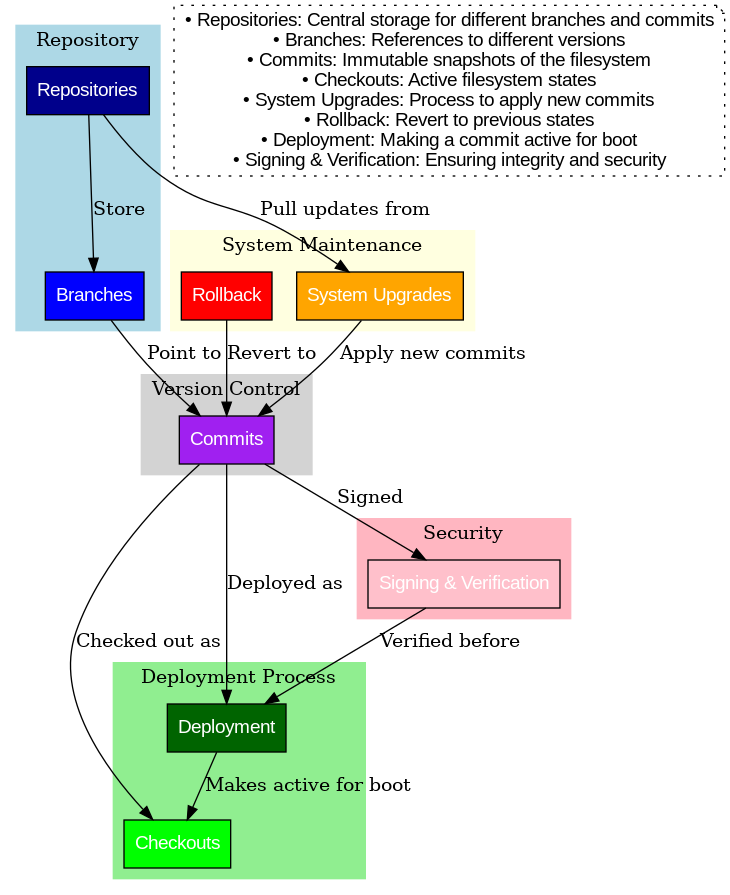 • Repositories: Central storage for different branches and commits
• Branches: References to different versions
• Commits: Immutable snapshots of the filesystem
• Checkouts: Active filesystem states
• System Upgrades: Process to apply new commits
• Rollback: Revert to previous states
• Deployment: Making a commit active for boot
• Signing & Verification: Ensuring integrity and security
Repository
Repositories
Store
Pull updates from
System Maintenance
Branches
Rollback
System Upgrades
Point to
Revert to
Apply new commits
Version Control
Commits
Signed
Security
Deployed as
Signing & Verification
Checked out as
Verified before
Deployment Process
Deployment
Makes active for boot
Checkouts